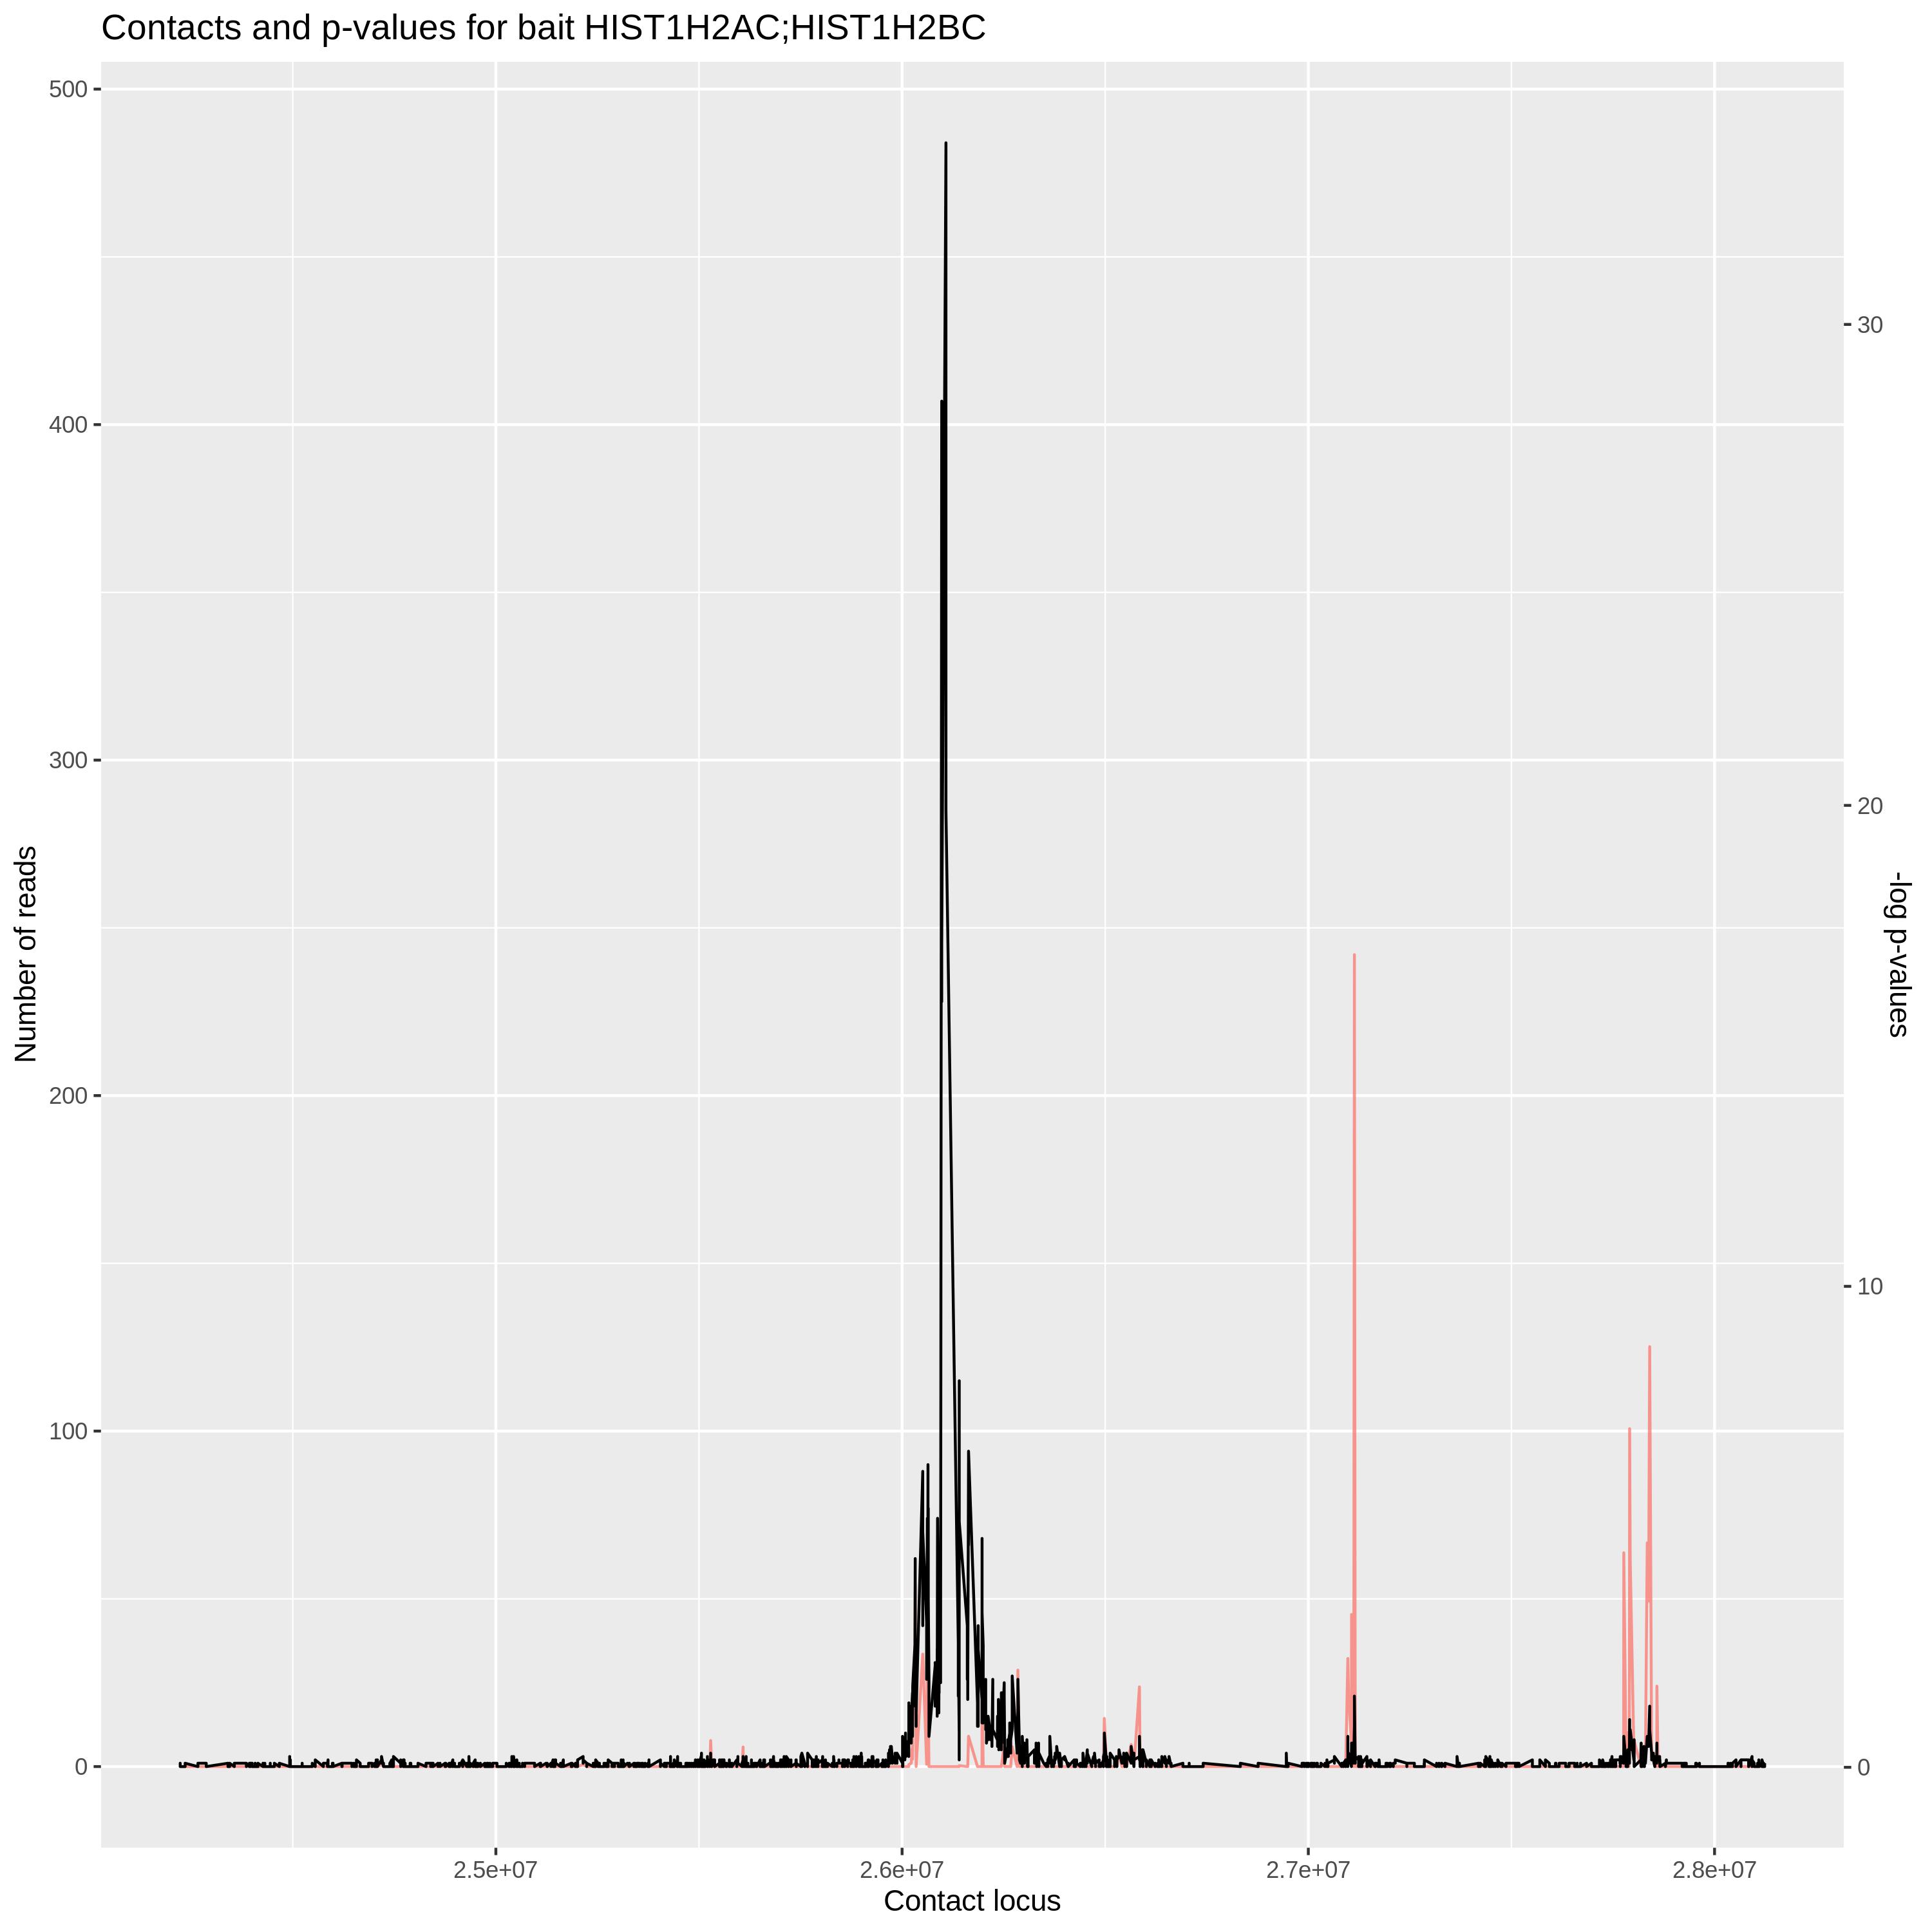 Contacts and p-values for bait HIST1H2AC;HIST1H2BC
500
400
300
200
100
0
Number of reads
30
20
10
0
-log p-values
2.5e+07
2.6e+07
2.7e+07
2.8e+07
Contact locus